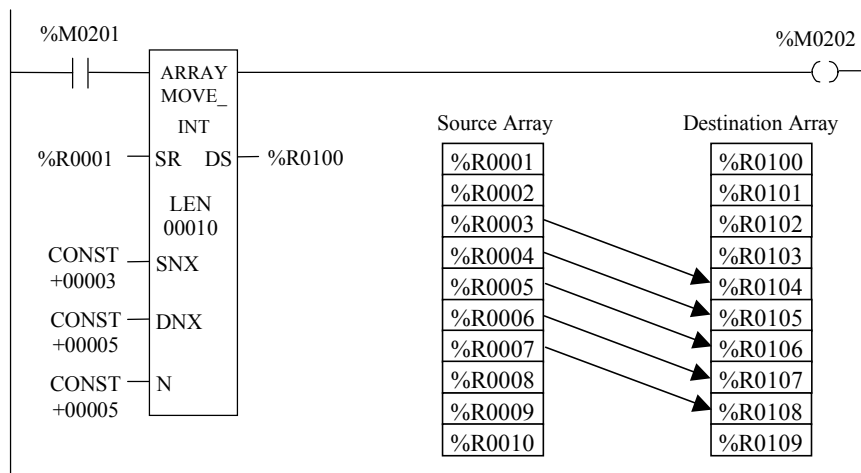 %M0201
%M0202
ARRAY
MOVE_
INT
%R0001
SR DS
%R0100
LEN
00010
CONST
+00003
SNX
CONST
+00005
DNX
CONST
+00005
N
Source Array
%R0001
%R0002
%R0003
%R0004
%R0005
%R0006
%R0007
%R0008
%R0009
%R0010
Destination Array
%R0100
%R0101
%R0102
%R0103
%R0104
%R0105
%R0106
%R0107
%R0108
%R0109